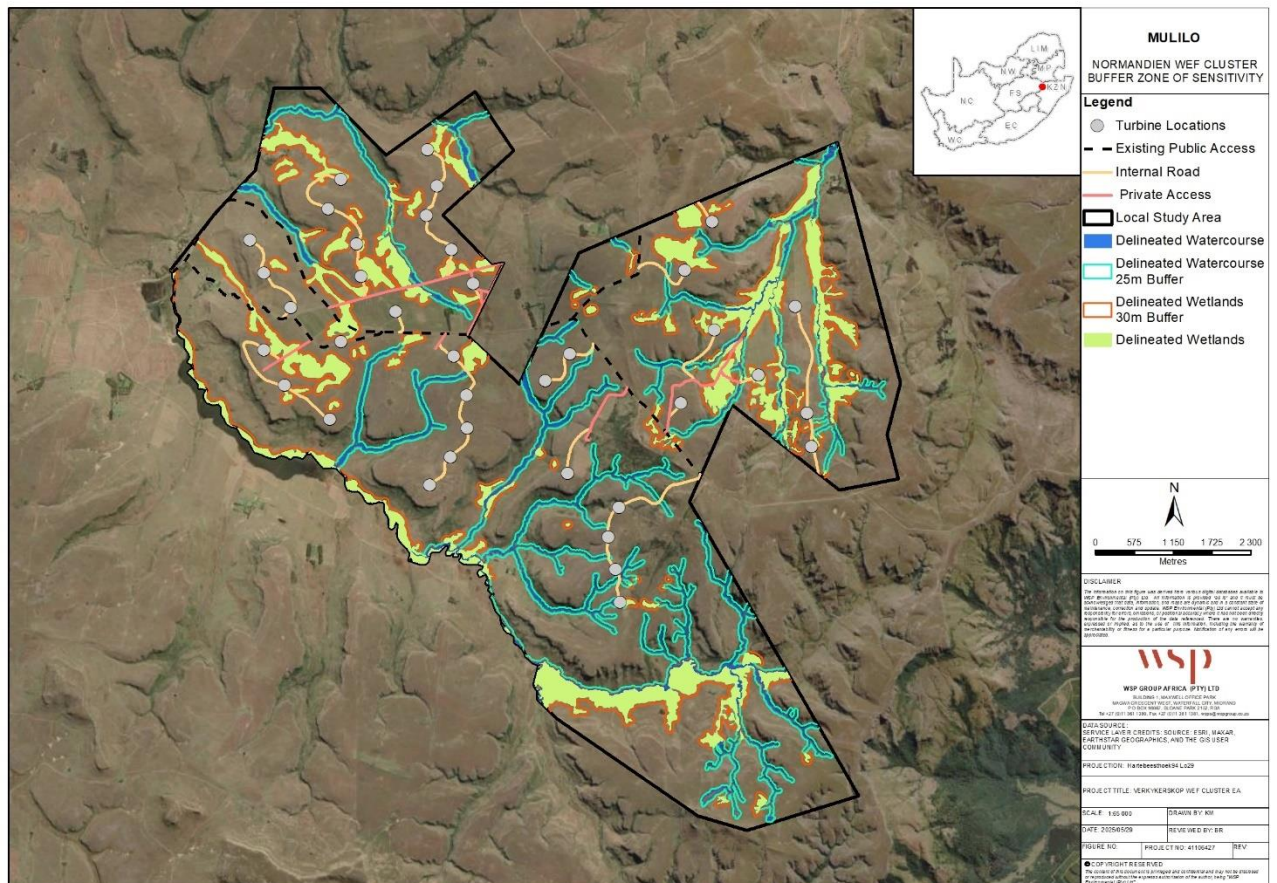 LIM
NW
MP
FS
KZN
NC
EC
WC
MULILO
NORMANDIEN WEF CLUSTER
BUFFER ZONE OF SENSITIVITY
Legend
Turbine Locations
Existing Public Access
Internal Road
Private Access
Local Study Area
Delineated Watercourse
Delineated Watercourse
25m Buffer
Delineated Wetlands
30m Buffer
Delineated Wetlands
N
0 575 1 150 1 725 2 300
Metres
DISCLAIMER
wsp
WSP GROUP AFRICA (PTY) LTD
DATA SOURCE:
SERVICE LAYER CREDITS: SOURCE: ESRI, MAXAR,
EARTHSTAR GEOGRAPHICS, AND THE GIS USER
COMMUNITY
PROJECTION: Hartebeesthoek94 Lo29
PROJECT TITLE: VERKYKERSKOP WEF CLUSTER EA
SCALE: 1:65 000 DRAWN BY: KM
DATE: 2025/05/29 REVIEWED BY: BR
FIGURE NO: PROJECT NO: 41106427 REV:
COPYRIGHT RESERVED